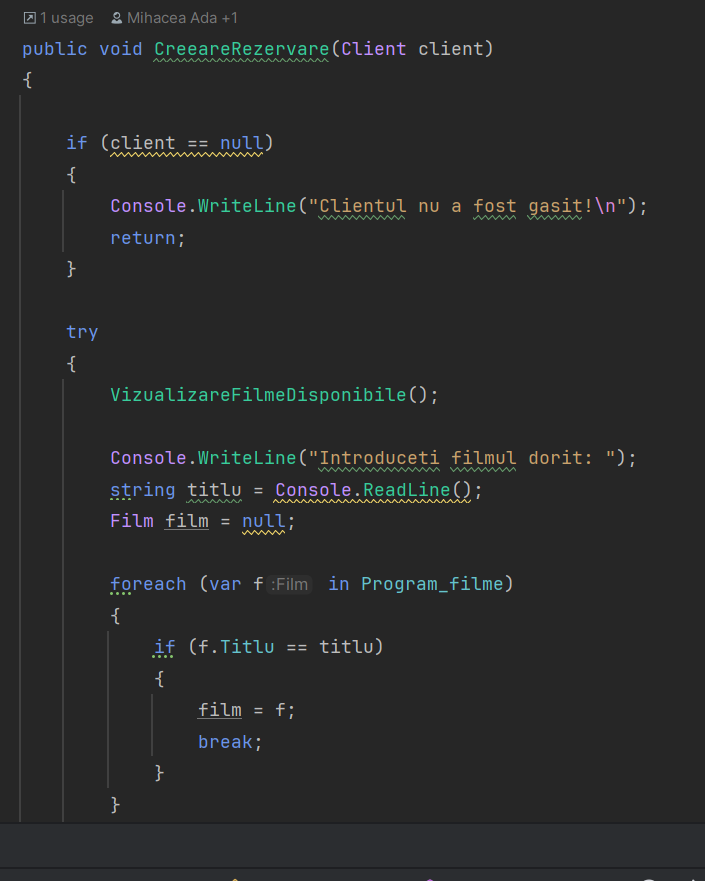 1 usage Mihacea Ada +1
public void CreeareRezervare(Client client)
{
if (client == null)
{
Console.WriteLine("Clientul nu a fost gasit!\n");
return;
}
try
{
VizualizareFilmeDisponibile();
Console.WriteLine("Introduceti filmul dorit: ");
string titlu = Console.ReadLine();
Film film = null;
foreach (var f :Film in Program_filme)
{
if (f.Titlu == titlu)
{
film = f;
break;
}
}